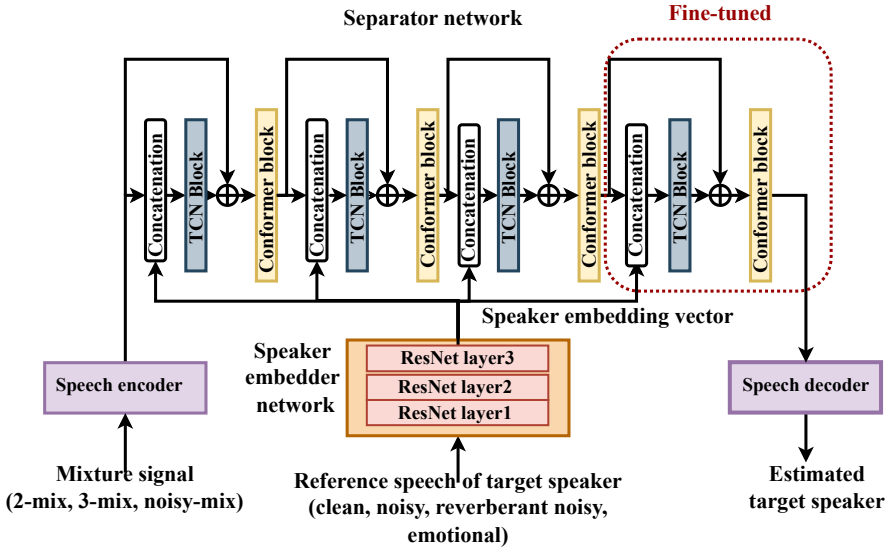 Separator network
Fine-tuned
Concatenation
TCN Block
Conformer block
Concatenation
TCN Block
Conformer block
Concatenation
TCN Block
Conformer block
Concatenation
TCN Block
Conformer block
Speaker embedding vector
Speaker
embedder
network
ResNet layer3
ResNet layer2
ResNet layer1
Speech encoder
Speech decoder
Mixture signal
(2-mix, 3-mix, noisy-mix)
Reference speech of target speaker
(clean, noisy, reverberant noisy,
emotional)
Estimated
target speaker